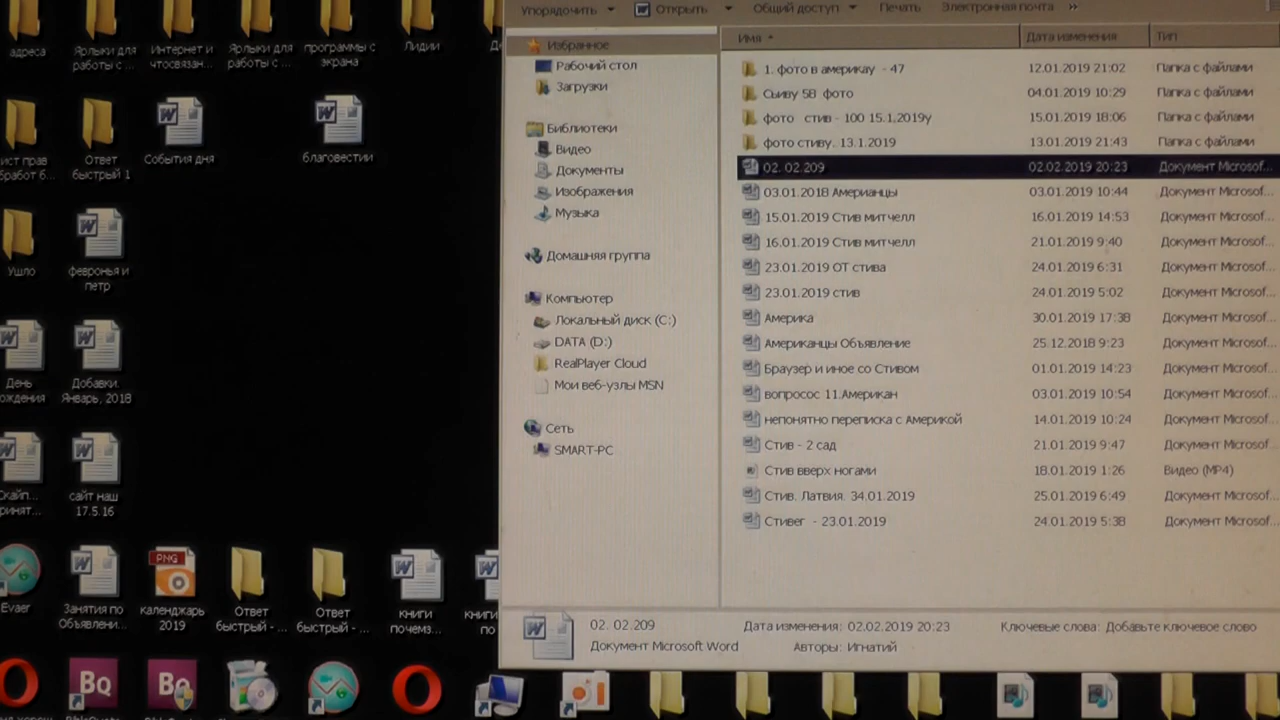 адреса
Ярлыки для
работы с ...
Интернет и
чтосвязан...
Ярлыки для
работы с ...
программы с
экрана
Лидии
ист прав
бработ б...
Ответ
быстрый 1
События дня
благовестии
Ушло
февронья и
петр
День
ождения
Добавки.
Январь, 2018
Скайп...
ринят...
сайт наш
17.5.16
Evaer
Занятия по
Объявлени...
PNG
календжарь
2019
Ответ
быстрый - ...
Ответ
быстрый - ...
книги
почемз...
книги
по
Bq
Bq
Упорядочить
Открыть
Общий доступ
Печать
Электронная почта
»
Избранное
Рабочий стол
Загрузки
Библиотеки
Видео
Документы
Изображения
Музыка
Домашняя группа
Компьютер
Локальный диск (C:)
DATA (D:)
RealPlayer Cloud
Мои веб-узлы MSN
Сеть
SMART-PC
Имя Дата изменения Тип
1. фото в америкау - 47 12.01.2019 21:02 Папка с файлами
Сьиву 58 фото 04.01.2019 10:29 Папка с файлами
фото стив - 100 15.1.2019у 15.01.2019 18:06 Папка с файлами
фото стиву. 13.1.2019 13.01.2019 21:43 Папка с файлами
02. 02.209 02.02.2019 20:23 Документ Microsof...
03.01.2018 Америанцы 03.01.2019 10:44 Документ Microsof...
15.01.2019 Стив митчелл 16.01.2019 14:53 Документ Microsof...
16.01.2019 Стив митчелл 21.01.2019 9:40 Документ Microsof...
23.01.2019 ОТ стива 24.01.2019 6:31 Документ Microsof...
23.01.2019 стив 24.01.2019 5:02 Документ Microsof...
Америка 30.01.2019 17:38 Документ Microsof...
Американцы Объявление 25.12.2018 9:23 Документ Microsof...
Браузер и иное со Стивом 01.01.2019 14:23 Документ Microsof...
вопросос 11.Американ 03.01.2019 10:54 Документ Microsof...
непонятно переписка с Америкой 14.01.2019 10:24 Документ Microsof...
Стив - 2 сад 21.01.2019 9:47 Документ Microsof...
Стив вверх ногами 18.01.2019 1:26 Видео (MP4)
Стив. Латвия. 34.01.2019 25.01.2019 6:49 Документ Microsof...
Стивег - 23.01.2019 24.01.2019 5:38 Документ Microsof...
02. 02.209 Дата изменения: 02.02.2019 20:23 Ключевые слова: Добавьте ключевое слово
Документ Microsoft Word Авторы: Игнатий